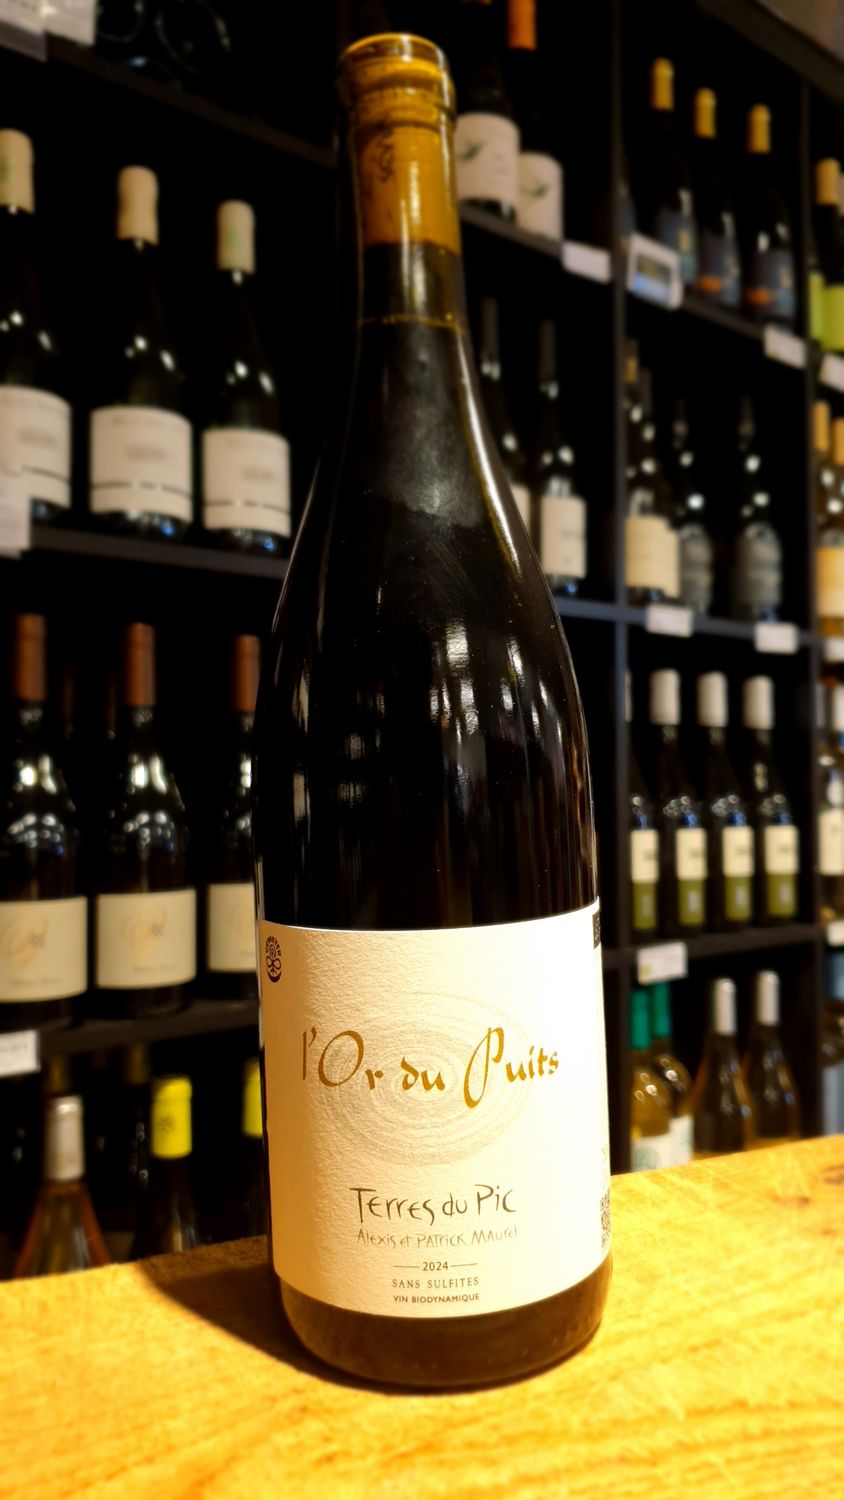 l'Or du Puits
Terres du Pic
Alexis et Patrick Maurel
2024
SANS SULFITES
VIN BIODYNAMIQUE